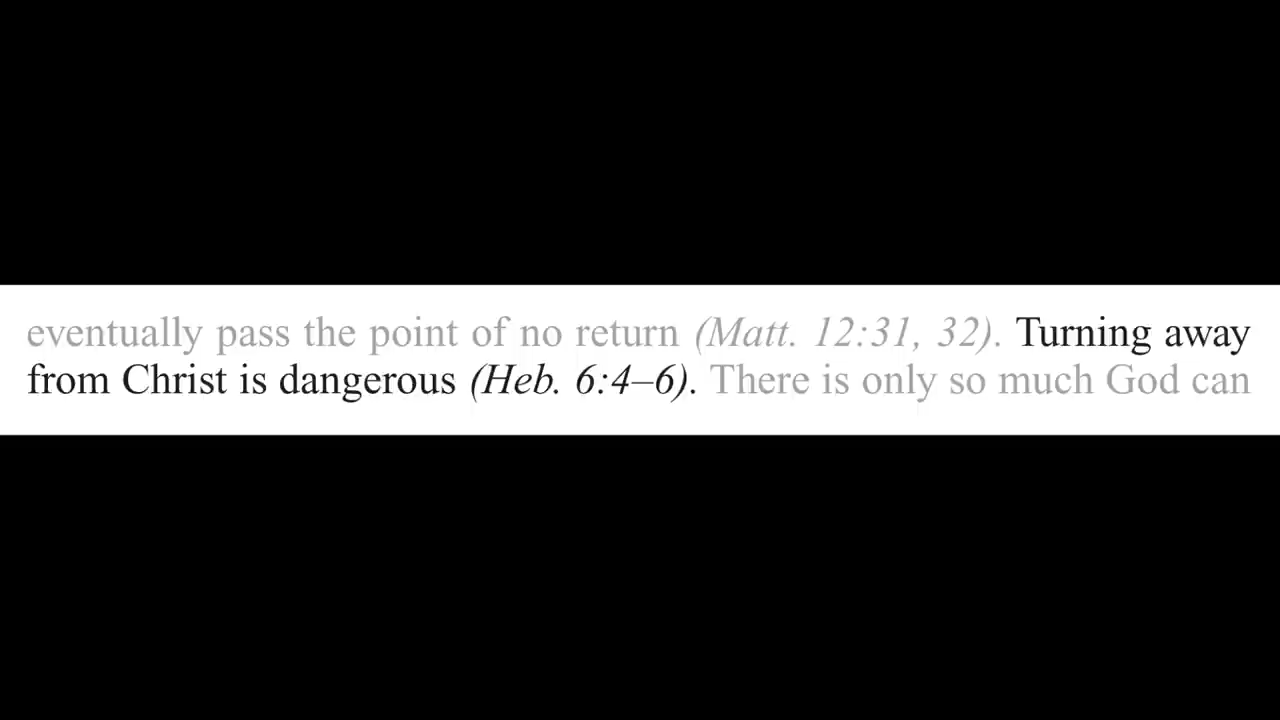 eventually pass the point of no return (Matt. 12:31, 32). Turning away
from Christ is dangerous (Heb. 6:4–6). There is only so much God can